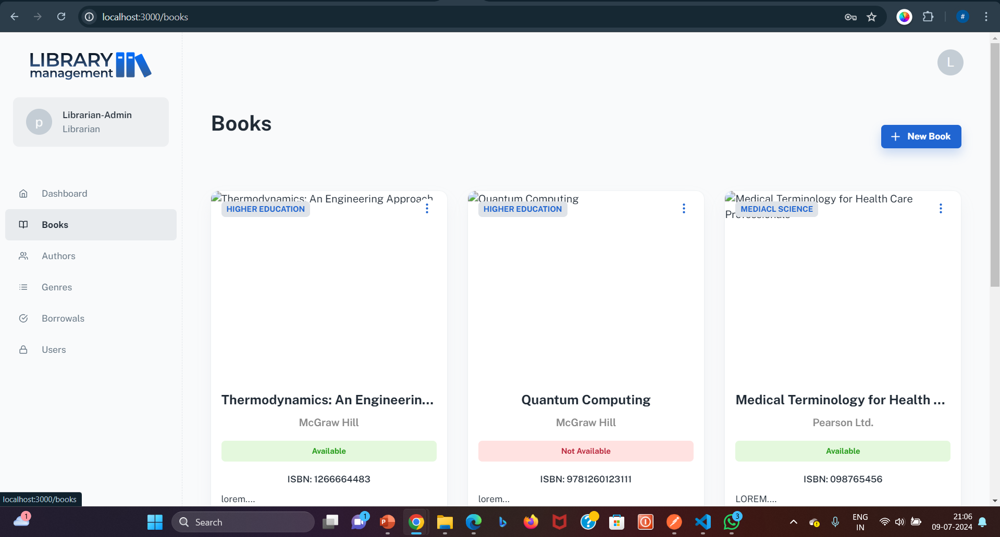 localhost:3000/books
#
LIBRARY
management
L
p
Librarian-Admin
Librarian
Books
New Book
Dashboard
Books
Authors
Genres
Borrowals
Users
Thermodynamics: An Engineering Approach
HIGHER EDUCATION
Thermodynamics: An Engineerin...
McGraw Hill
Available
ISBN: 1266664483
lorem....
Quantum Computing
HIGHER EDUCATION
Quantum Computing
McGraw Hill
Not Available
ISBN: 9781260123111
lorem...
Medical Terminology for Health Care
Professionals
MEDIACL SCIENCE
Medical Terminology for Health ...
Pearson Ltd.
Available
ISBN: 098765456
LOREM....
localhost:3000/books
1
Search
1
P
3
ENG
IN
21:06
09-07-2024